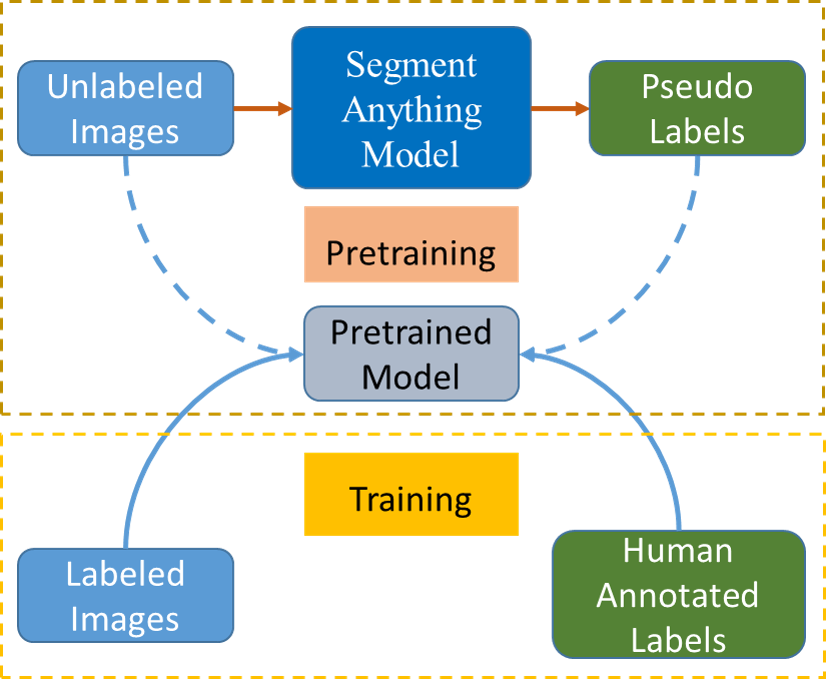 Unlabeled
Images
Segment
Anything
Model
Pseudo
Labels
Pretraining
Pretrained
Model
Training
Labeled
Images
Human
Annotated
Labels